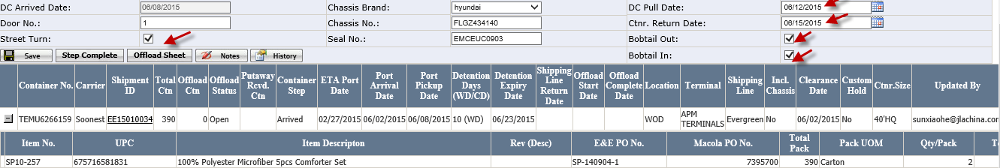 DC Arrived Date: 06/08/2015 Chassis Brand: hyundai DC Pull Date: 06/12/2015
Door No.: 1 Chassis No.: FLGZ434140 Ctnr. Return Date: 06/15/2015
Street Turn: Seal No.: EMCEUC0903 Bobtail Out:
Save Step Complete Offload Sheet Notes History Bobtail In:
Container No. Carrier Shipment ID Total Ctn Offload Ctn Offload Status Putaway Rcvd. Ctn Container Step ETA Port Date Port Arrival Date Port Pickup Date Detention Days (WD/CD) Detention Expiry Date Shipping Line Return Date Offload Start Date Offload Complete Date Location Terminal Shipping Line Incl. Chassis Clearance Date Custom Hold Ctnr.Size Updated By
TEMU6266159 Soonest EE15010034 390 0 Open Arrived 02/27/2015 06/02/2015 06/08/2015 10 (WD) 06/23/2015 WOD APM TERMINALS Evergreen No 06/02/2015 No 40'HQ sunxiaohe@jlachina.com
Item No. UPC Item Descripton Rev (Desc) E&E PO No. Macola PO No. Total Pack Pack UOM Qty/Pack
SP10-257 675716581831 100% Polyester Microfiber 5pcs Comforter Set SP-140904-1 7395700 390 Carton 2